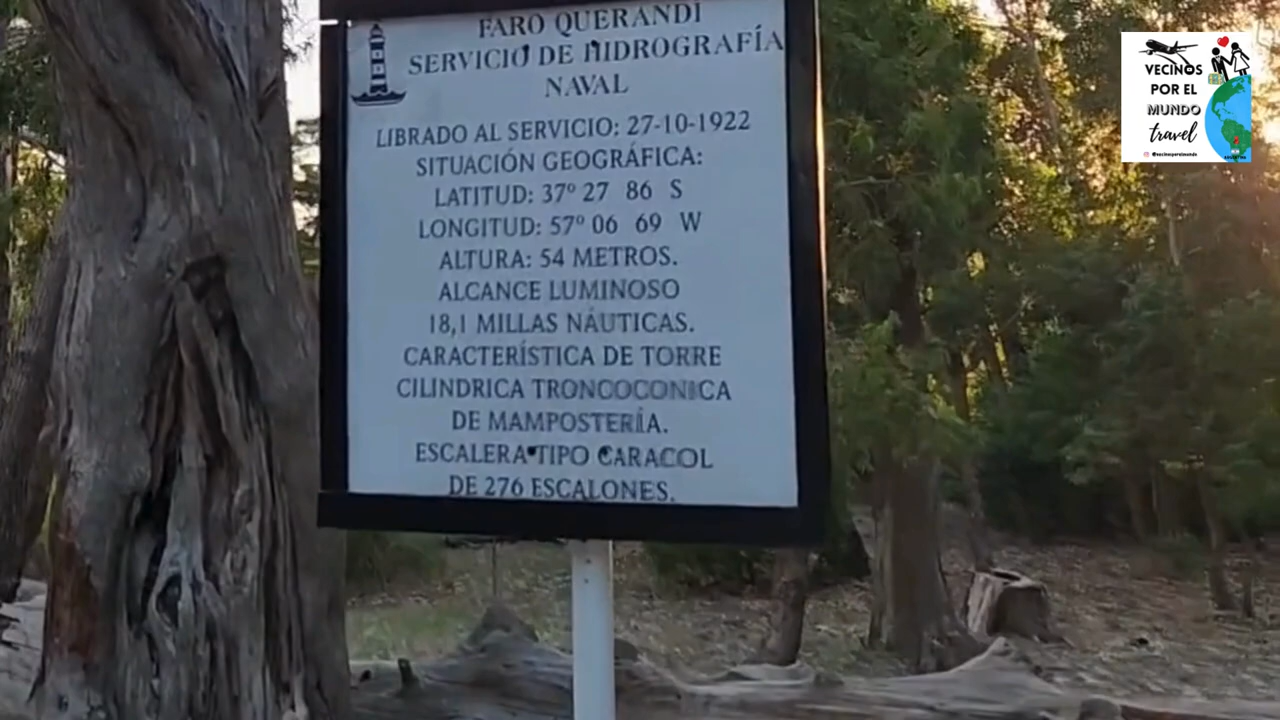 FARO QUERANDI
SERVICIO DE HIDROGRAFÍA
NAVAL
LIBRADO AL SERVICIO: 27-10-1922
SITUACIÓN GEOGRÁFICA:
LATITUD: 37º 27 86 S
LONGITUD: 57º 06 69 W
ALTURA: 54 METROS.
ALCANCE LUMINOSO
18,1 MILLAS NÁUTICAS.
CARACTERÍSTICA DE TORRE
CILINDRICA TRONCOCONICA
DE MAMPOSTERÍA.
ESCALERA TIPO CARACOL
DE 276 ESCALONES.
VECINOS
POR EL
MUNDO
travel
@vecinosporelmundo